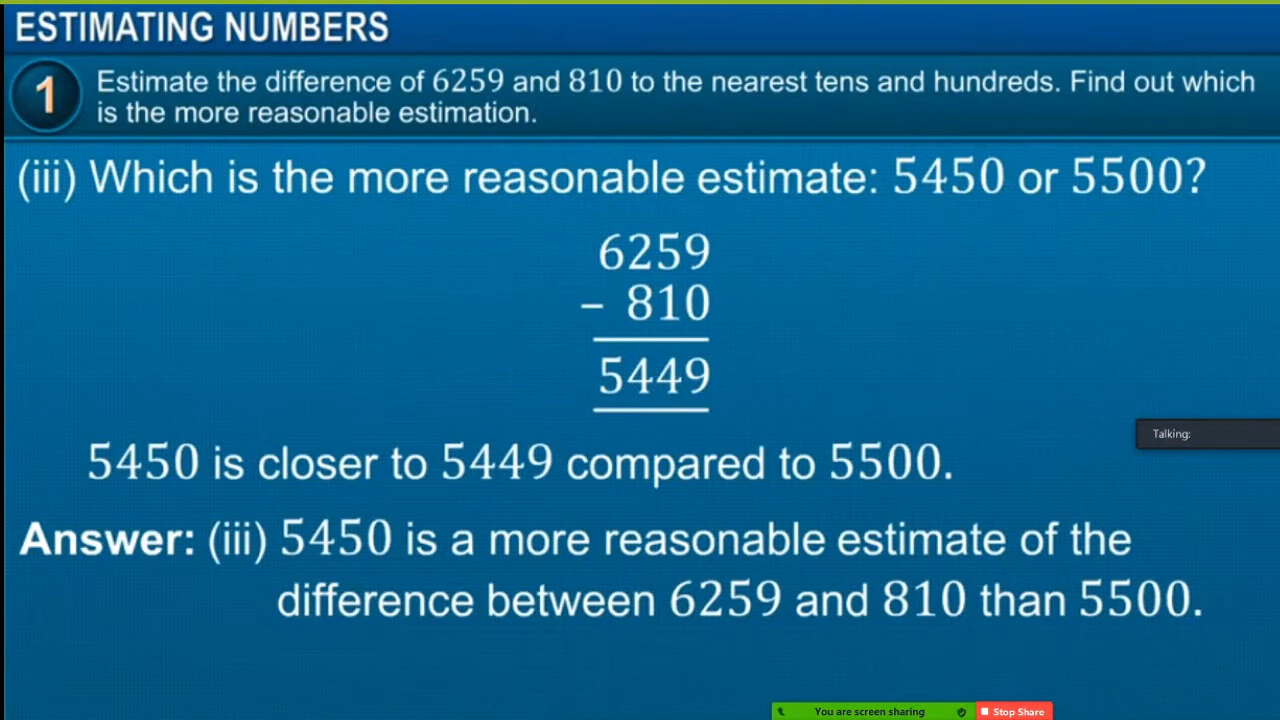 ESTIMATING NUMBERS
1 Estimate the difference of 6259 and 810 to the nearest tens and hundreds. Find out which
is the more reasonable estimation.
(iii) Which is the more reasonable estimate: 5450 or 5500?
6259
– 810
5449
5450 is closer to 5449 compared to 5500.
Talking:
Answer: (iii) 5450 is a more reasonable estimate of the
difference between 6259 and 810 than 5500.
You are screen sharing Stop Share